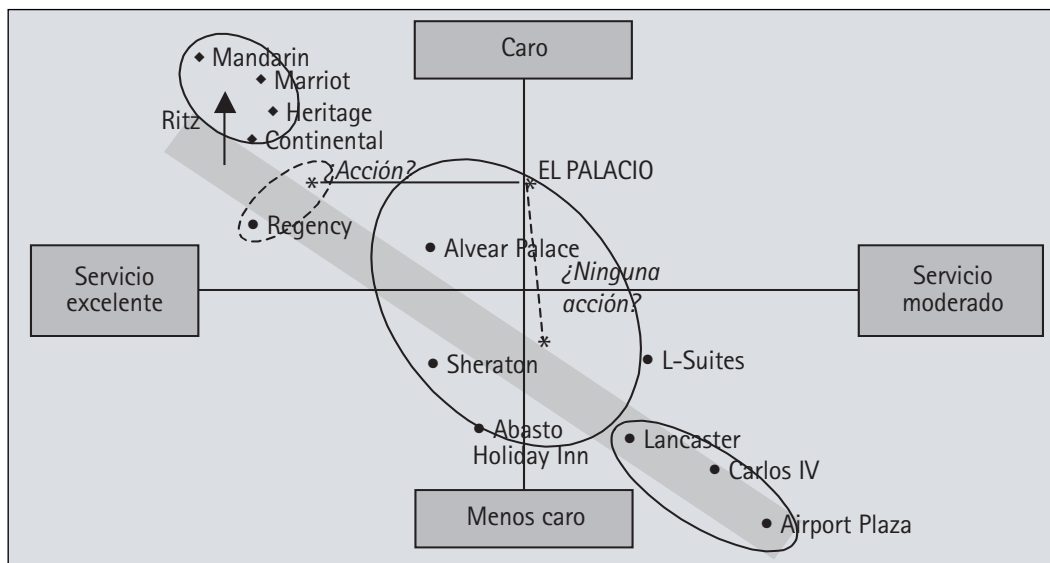 Caro
Mandarin
Marriot
Heritage
Ritz
Continental
¿Acción?
EL PALACIO
Regency
Alvear Palace
¿Ninguna
acción?
Servicio
excelente
Servicio
moderado
Sheraton
L-Suites
Abasto
Holiday Inn
Lancaster
Carlos IV
Menos caro
Airport Plaza